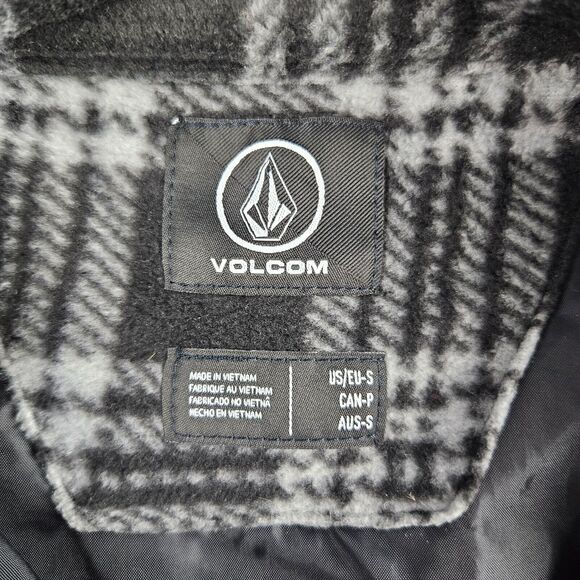 VOLCOM
MADE IN VIETNAM
FABRIQUE AU VIETNAM
FABRICADO NO VIETNÃ
HECHO EN VIETNAM
US/EU-S
CAN-P
AUS-S